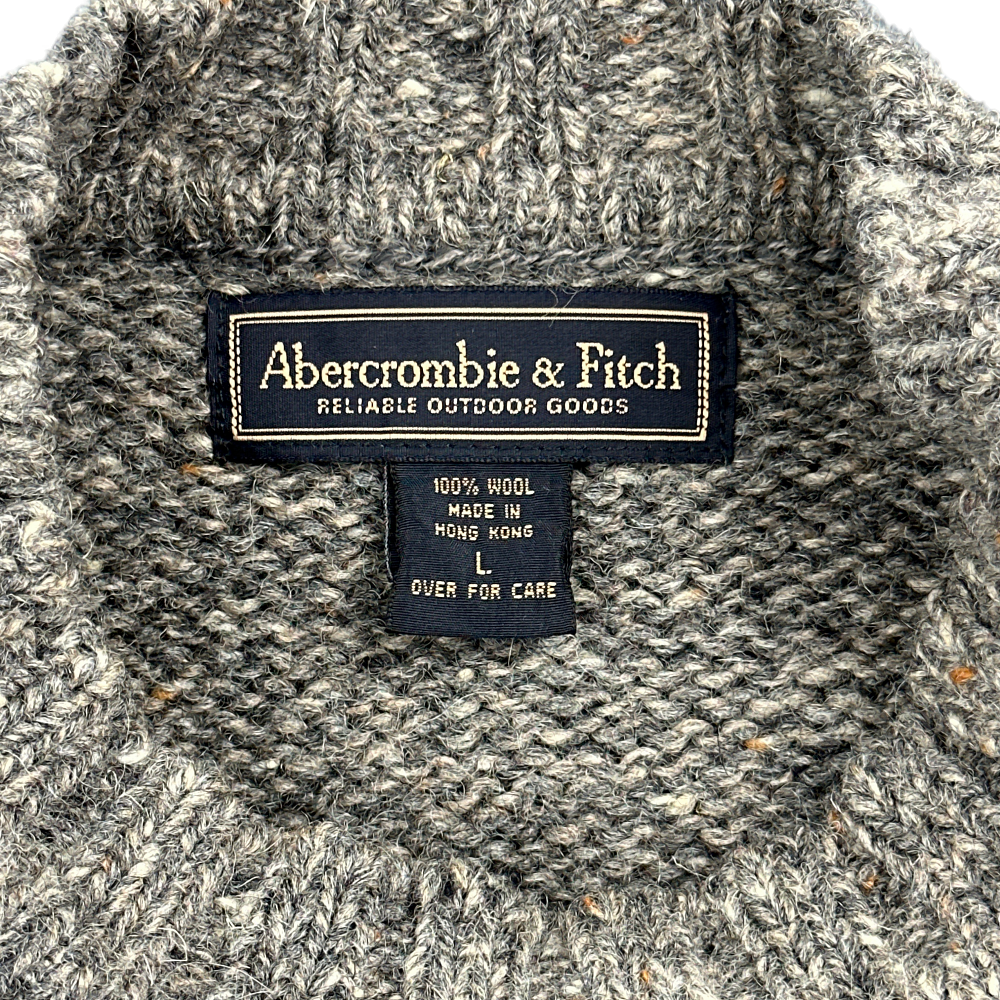 Abercrombie & Fitch
RELIABLE OUTDOOR GOODS
100% WOOL
MADE IN
HONG KONG
L
OVER FOR CARE